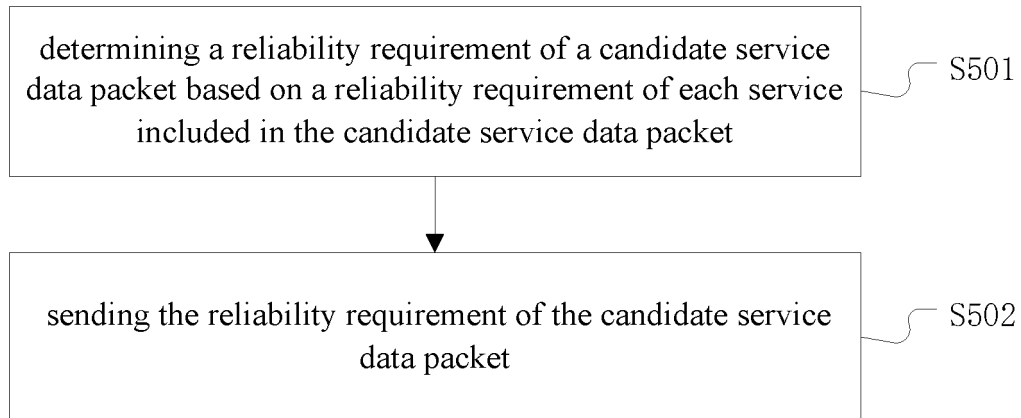 determining a reliability requirement of a candidate service
data packet based on a reliability requirement of each service
included in the candidate service data packet
S501
sending the reliability requirement of the candidate service
data packet
S502